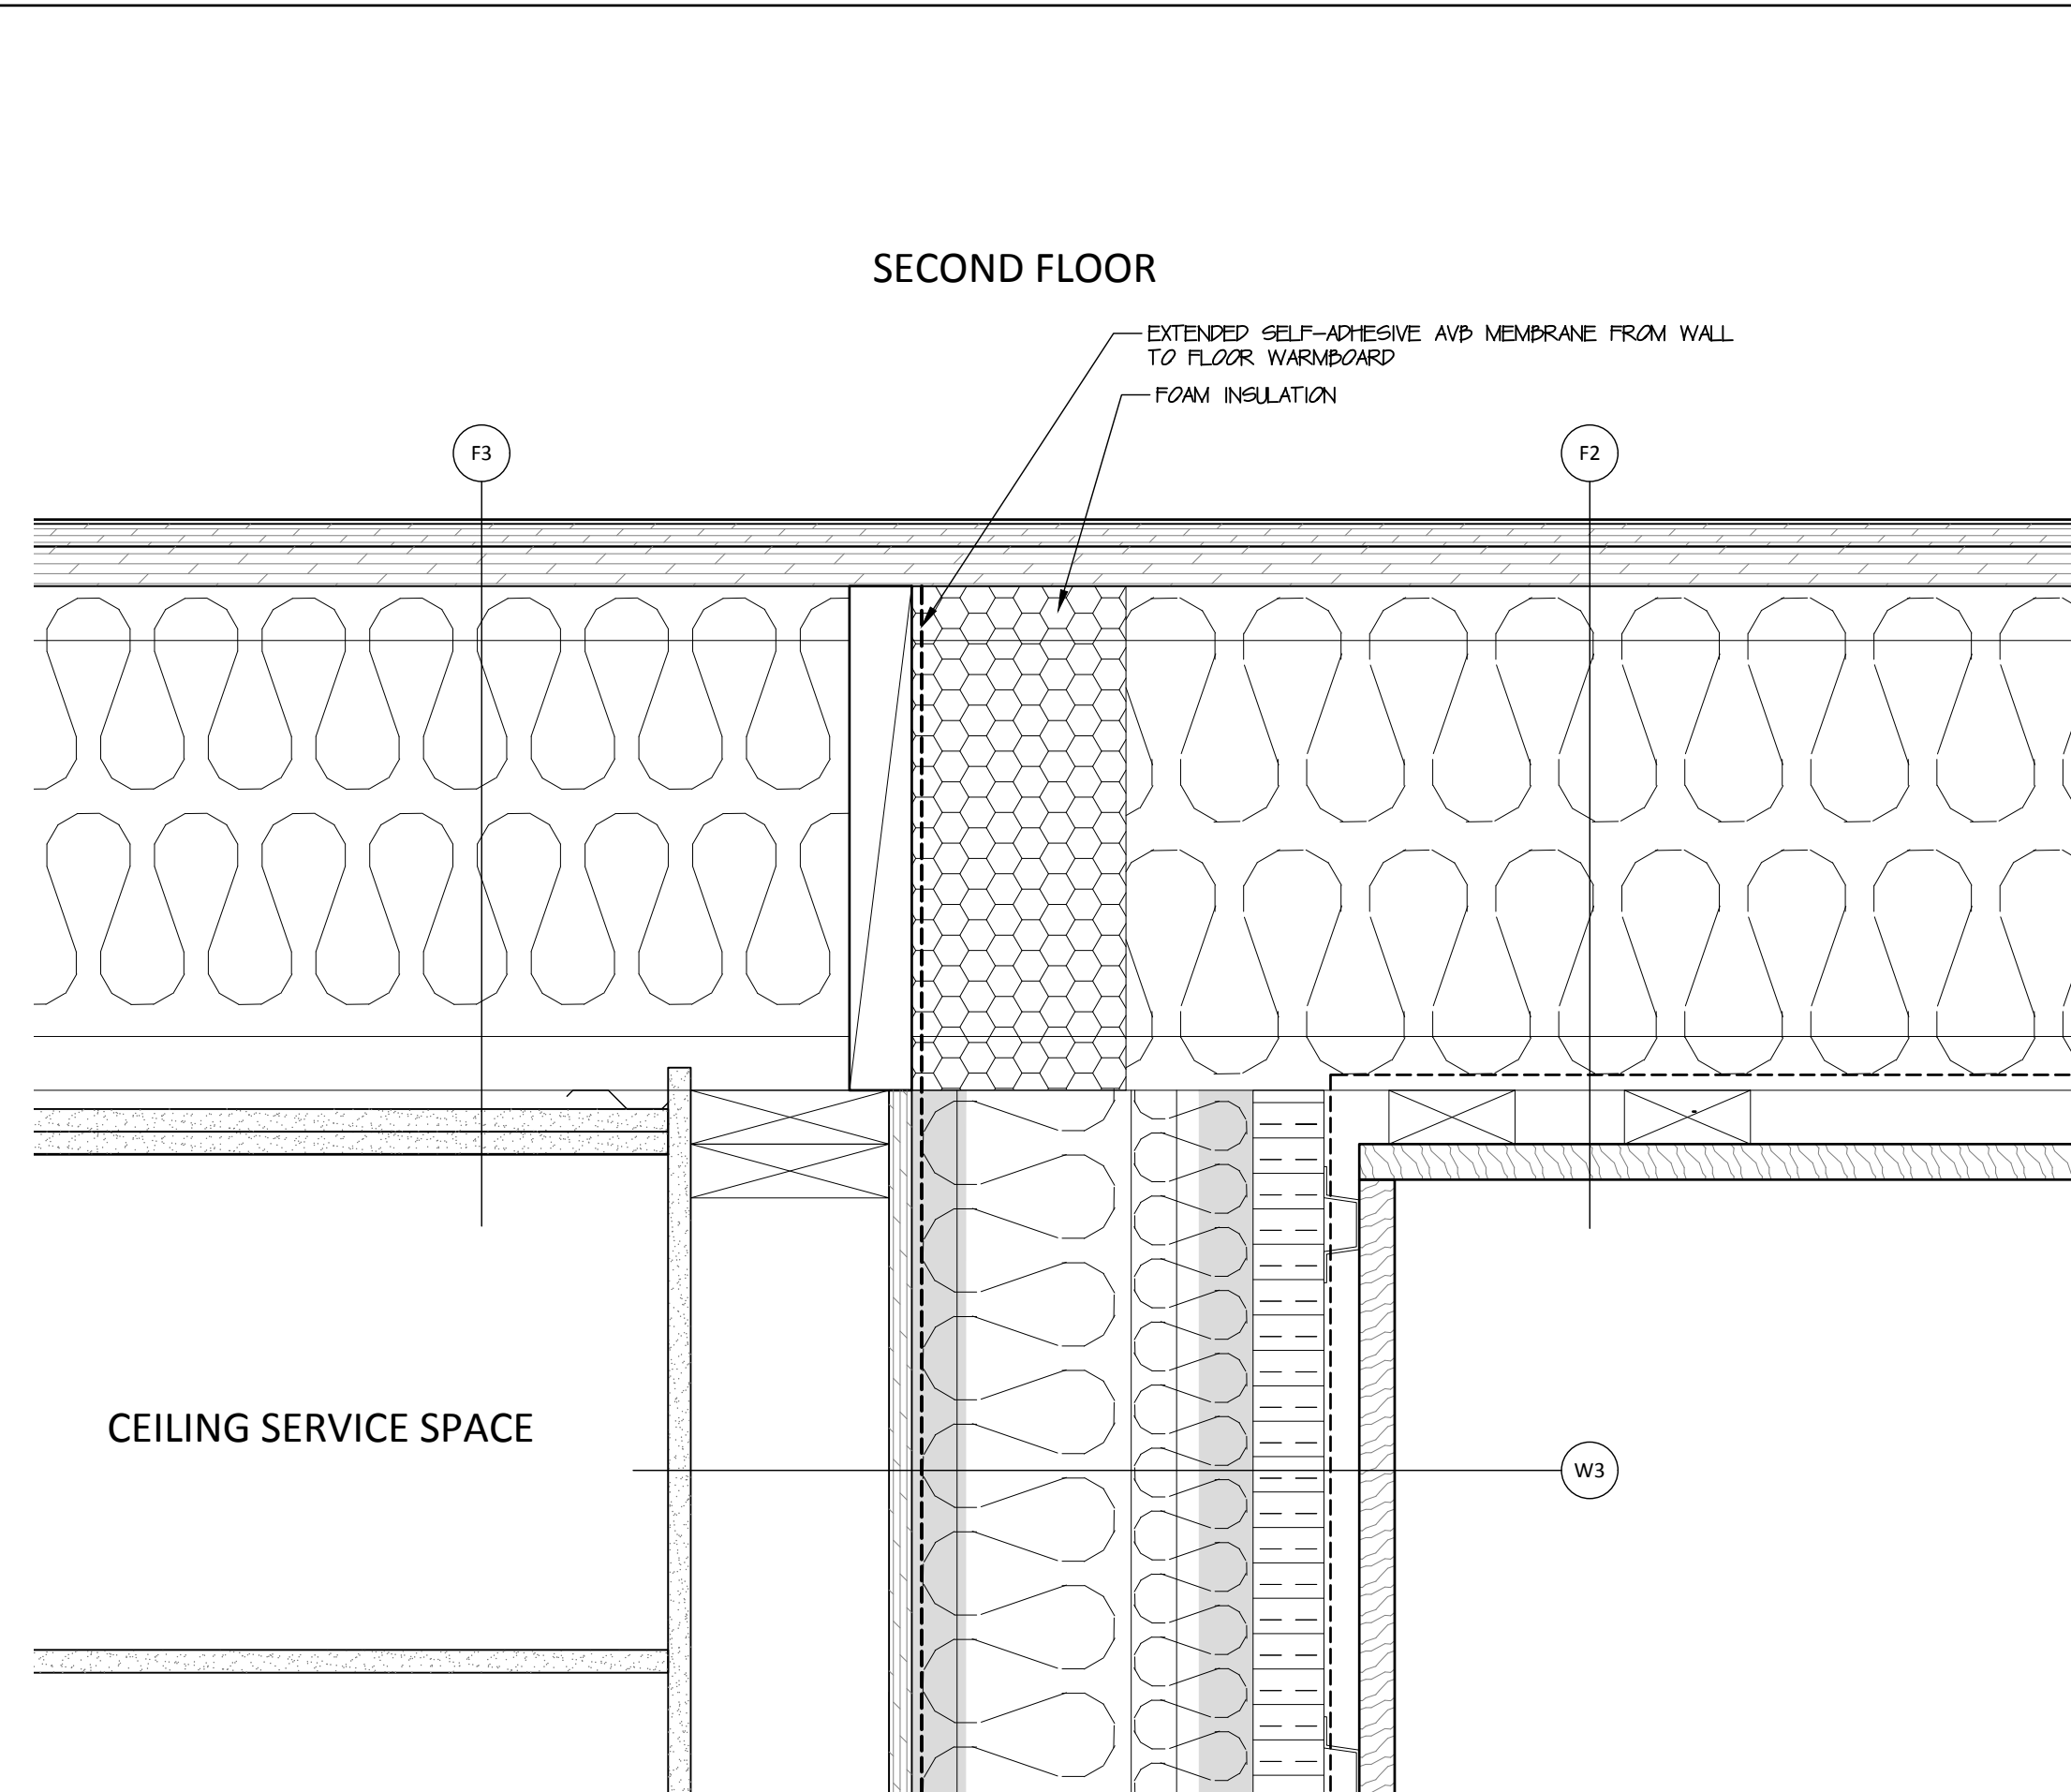 SECOND FLOOR
EXTENDED SELF-ADHESIVE AVB MEMBRANE FROM WALL
TO FLOOR WARMBOARD
FOAM INSULATION
F3
F2
CEILING SERVICE SPACE
W3